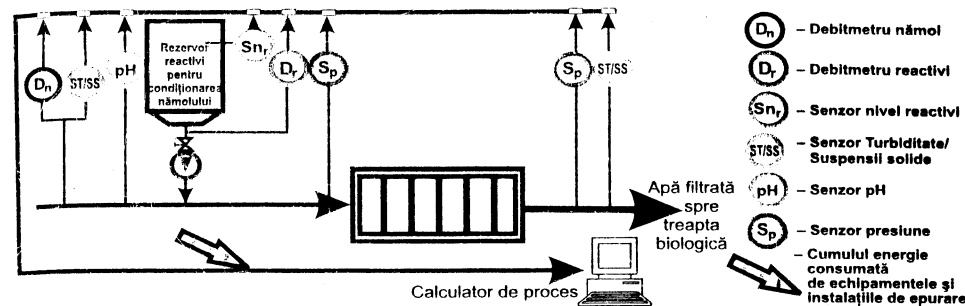 Dn
ST/SS
pH
Rezervor
reactivi
pentru
condiționarea
nămolului
Snr
Dr
Sp
Sp
ST/SS
Apă filtrată
spre
treapta
biologică
Calculator de proces
Dn – Debitmetru nămol
Dr – Debitmetru reactivi
Snr – Senzor nivel reactivi
ST/SS – Senzor Turbiditate/
Suspensii solide
pH – Senzor pH
Sp – Senzor presiune
– Cumulul energie
consumată
de echipamentele și
instalațiile de epurare